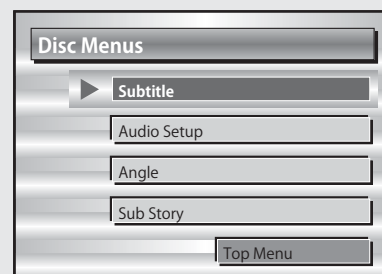 Disc Menus
Subtitle
Audio Setup
Angle
Sub Story
Top Menu